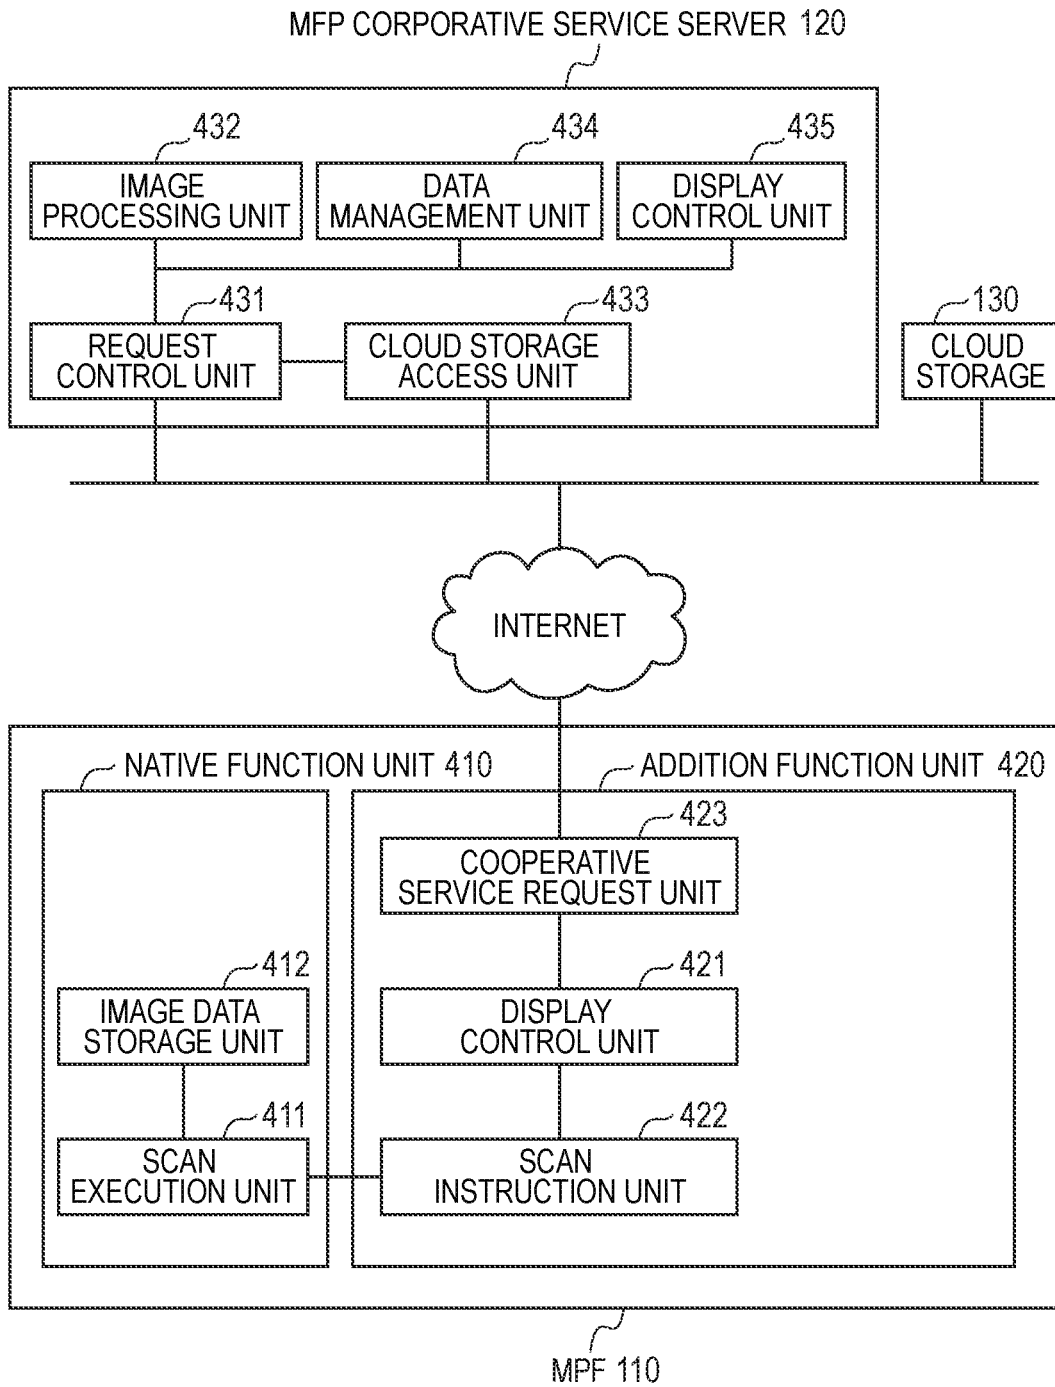 MFP CORPORATIVE SERVICE SERVER 120
432
434
435
IMAGE
PROCESSING UNIT
DATA
MANAGEMENT UNIT
DISPLAY
CONTROL UNIT
431
433
130
REQUEST
CONTROL UNIT
CLOUD STORAGE
ACCESS UNIT
CLOUD
STORAGE
INTERNET
NATIVE FUNCTION UNIT 410
ADDITION FUNCTION UNIT 420
423
COOPERATIVE
SERVICE REQUEST UNIT
412
421
IMAGE DATA
STORAGE UNIT
DISPLAY
CONTROL UNIT
411
422
SCAN
EXECUTION UNIT
SCAN
INSTRUCTION UNIT
MPF 110